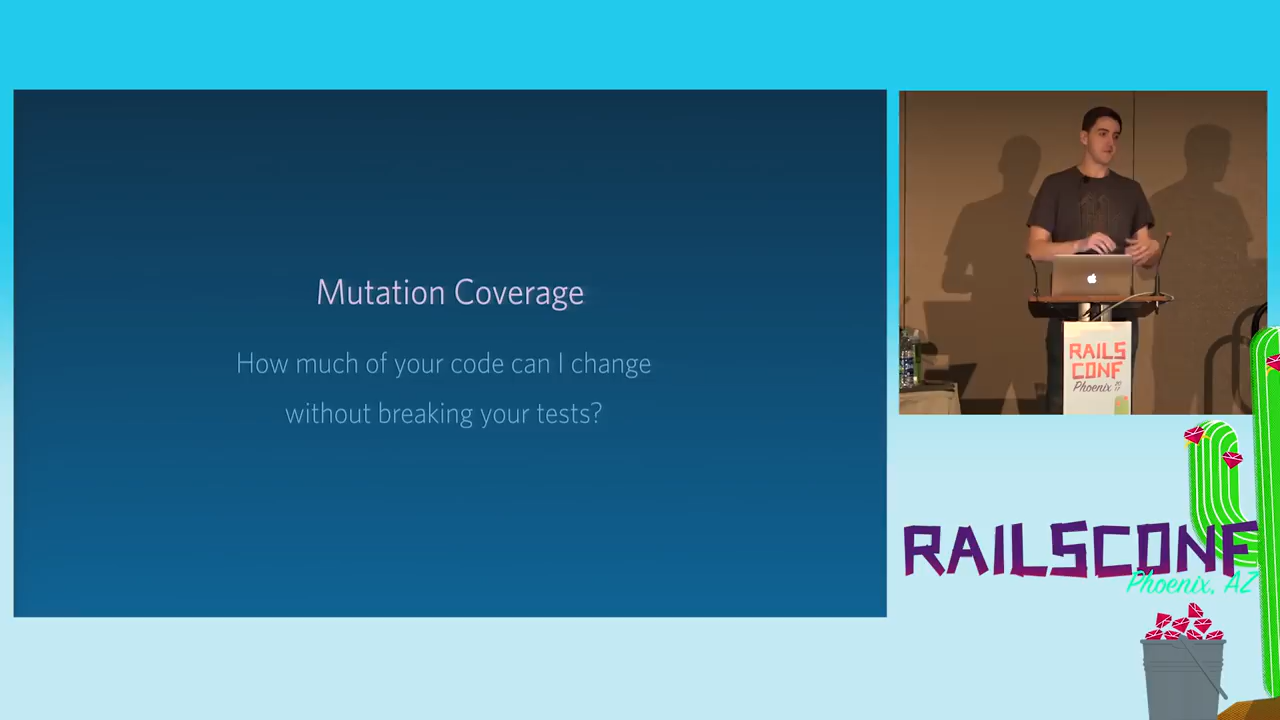 Mutation Coverage
How much of your code can I change
without breaking your tests?
RAILS
CONF
Phoenix 2017
RAILSCONF
Phoenix, AZ